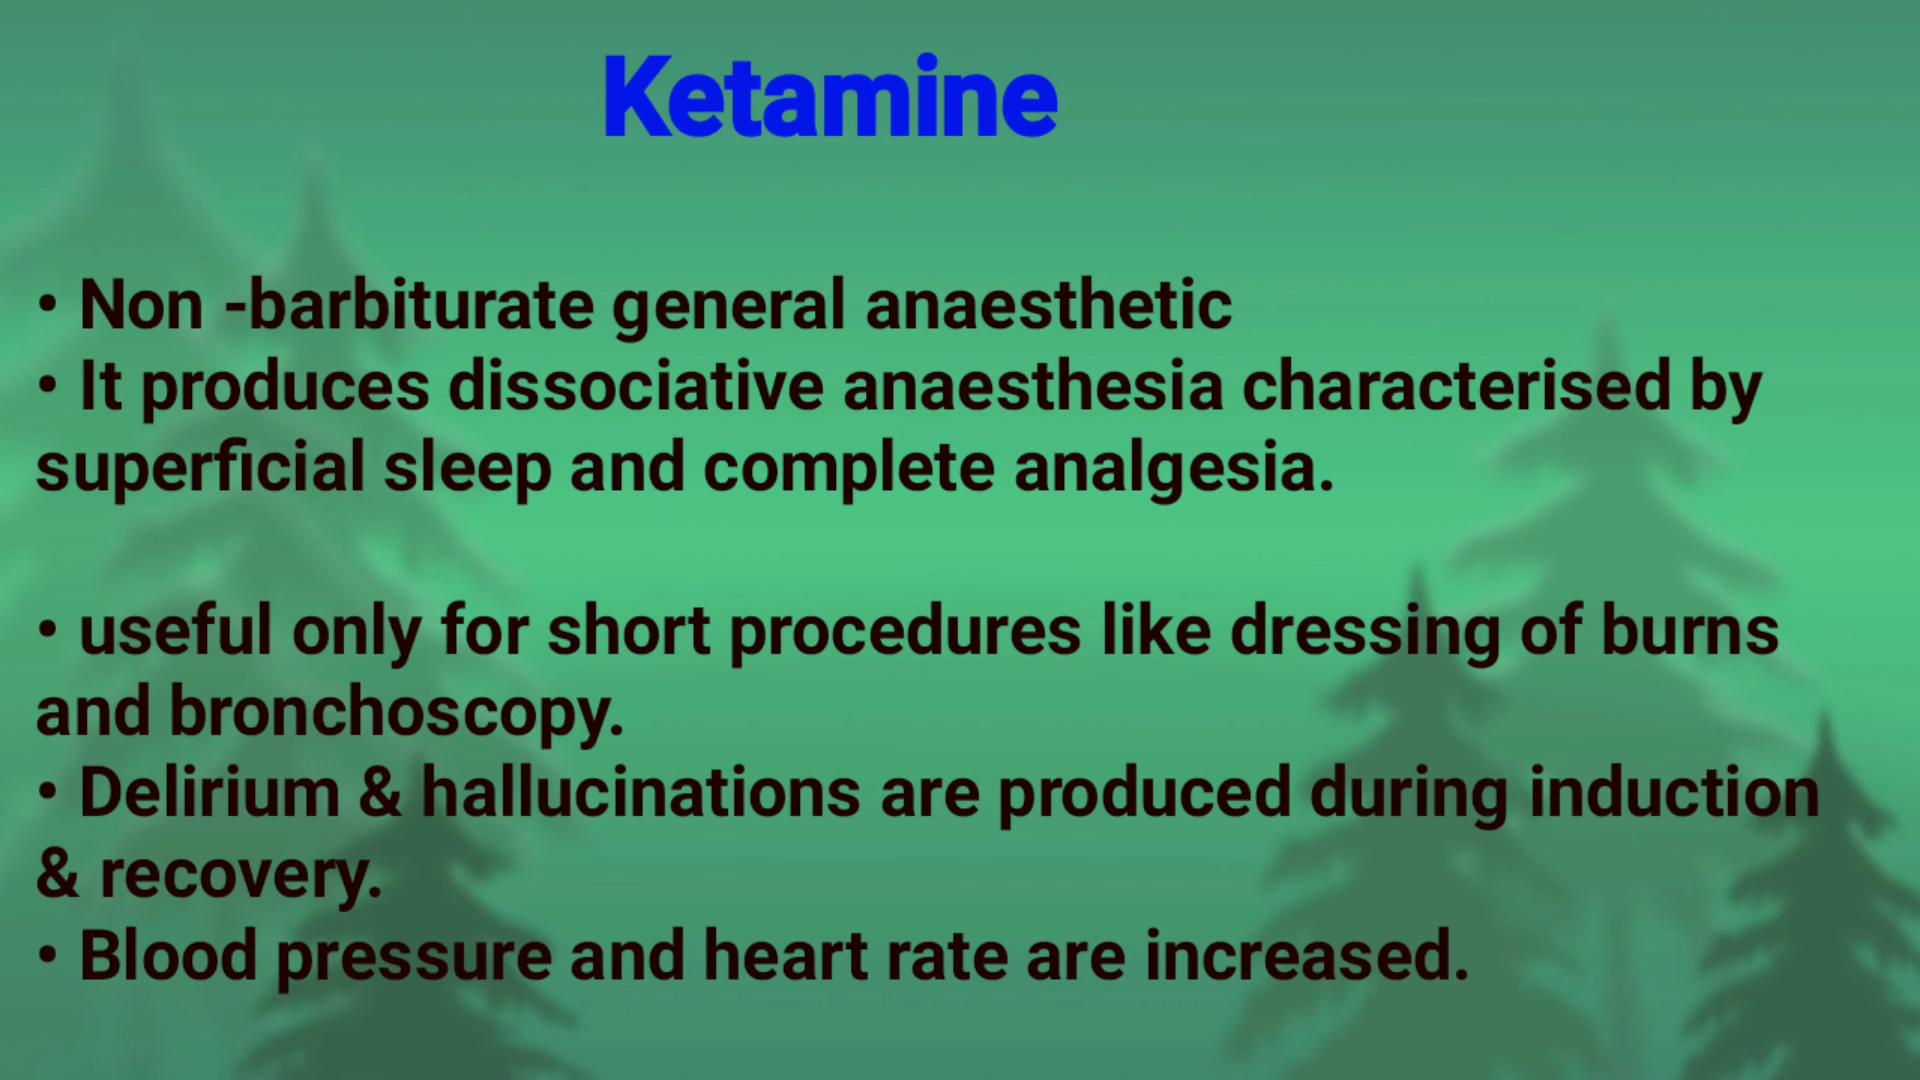 Ketamine
• Non -barbiturate general anaesthetic
• It produces dissociative anaesthesia characterised by
superficial sleep and complete analgesia.
• useful only for short procedures like dressing of burns
and bronchoscopy.
• Delirium & hallucinations are produced during induction
& recovery.
• Blood pressure and heart rate are increased.